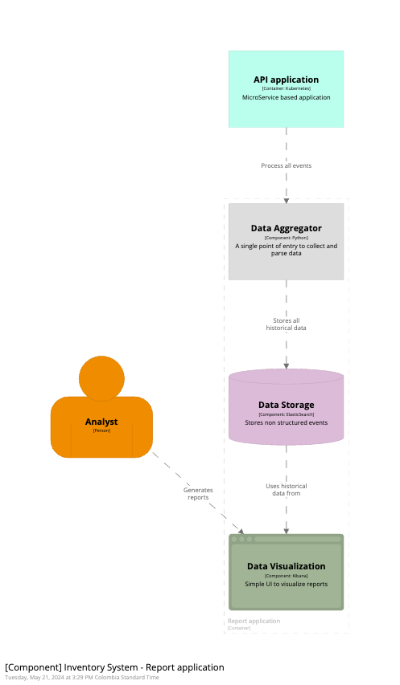 API application
[Container: Kubernetes]
MicroService based application
Process all events
Data Aggregator
[Component: Python]
A single point of entry to collect and
parse data
Stores all
historical data
Data Storage
[Component: ElasticSearch]
Stores non structured events
Analyst
[Person]
Generates
reports
Uses historical
data from
Data Visualization
[Component: Kibana]
Simple UI to visualize reports
Report application
[Container]
[Component] Inventory System - Report application
Tuesday, May 21, 2024 at 3:29 PM Colombia Standard Time